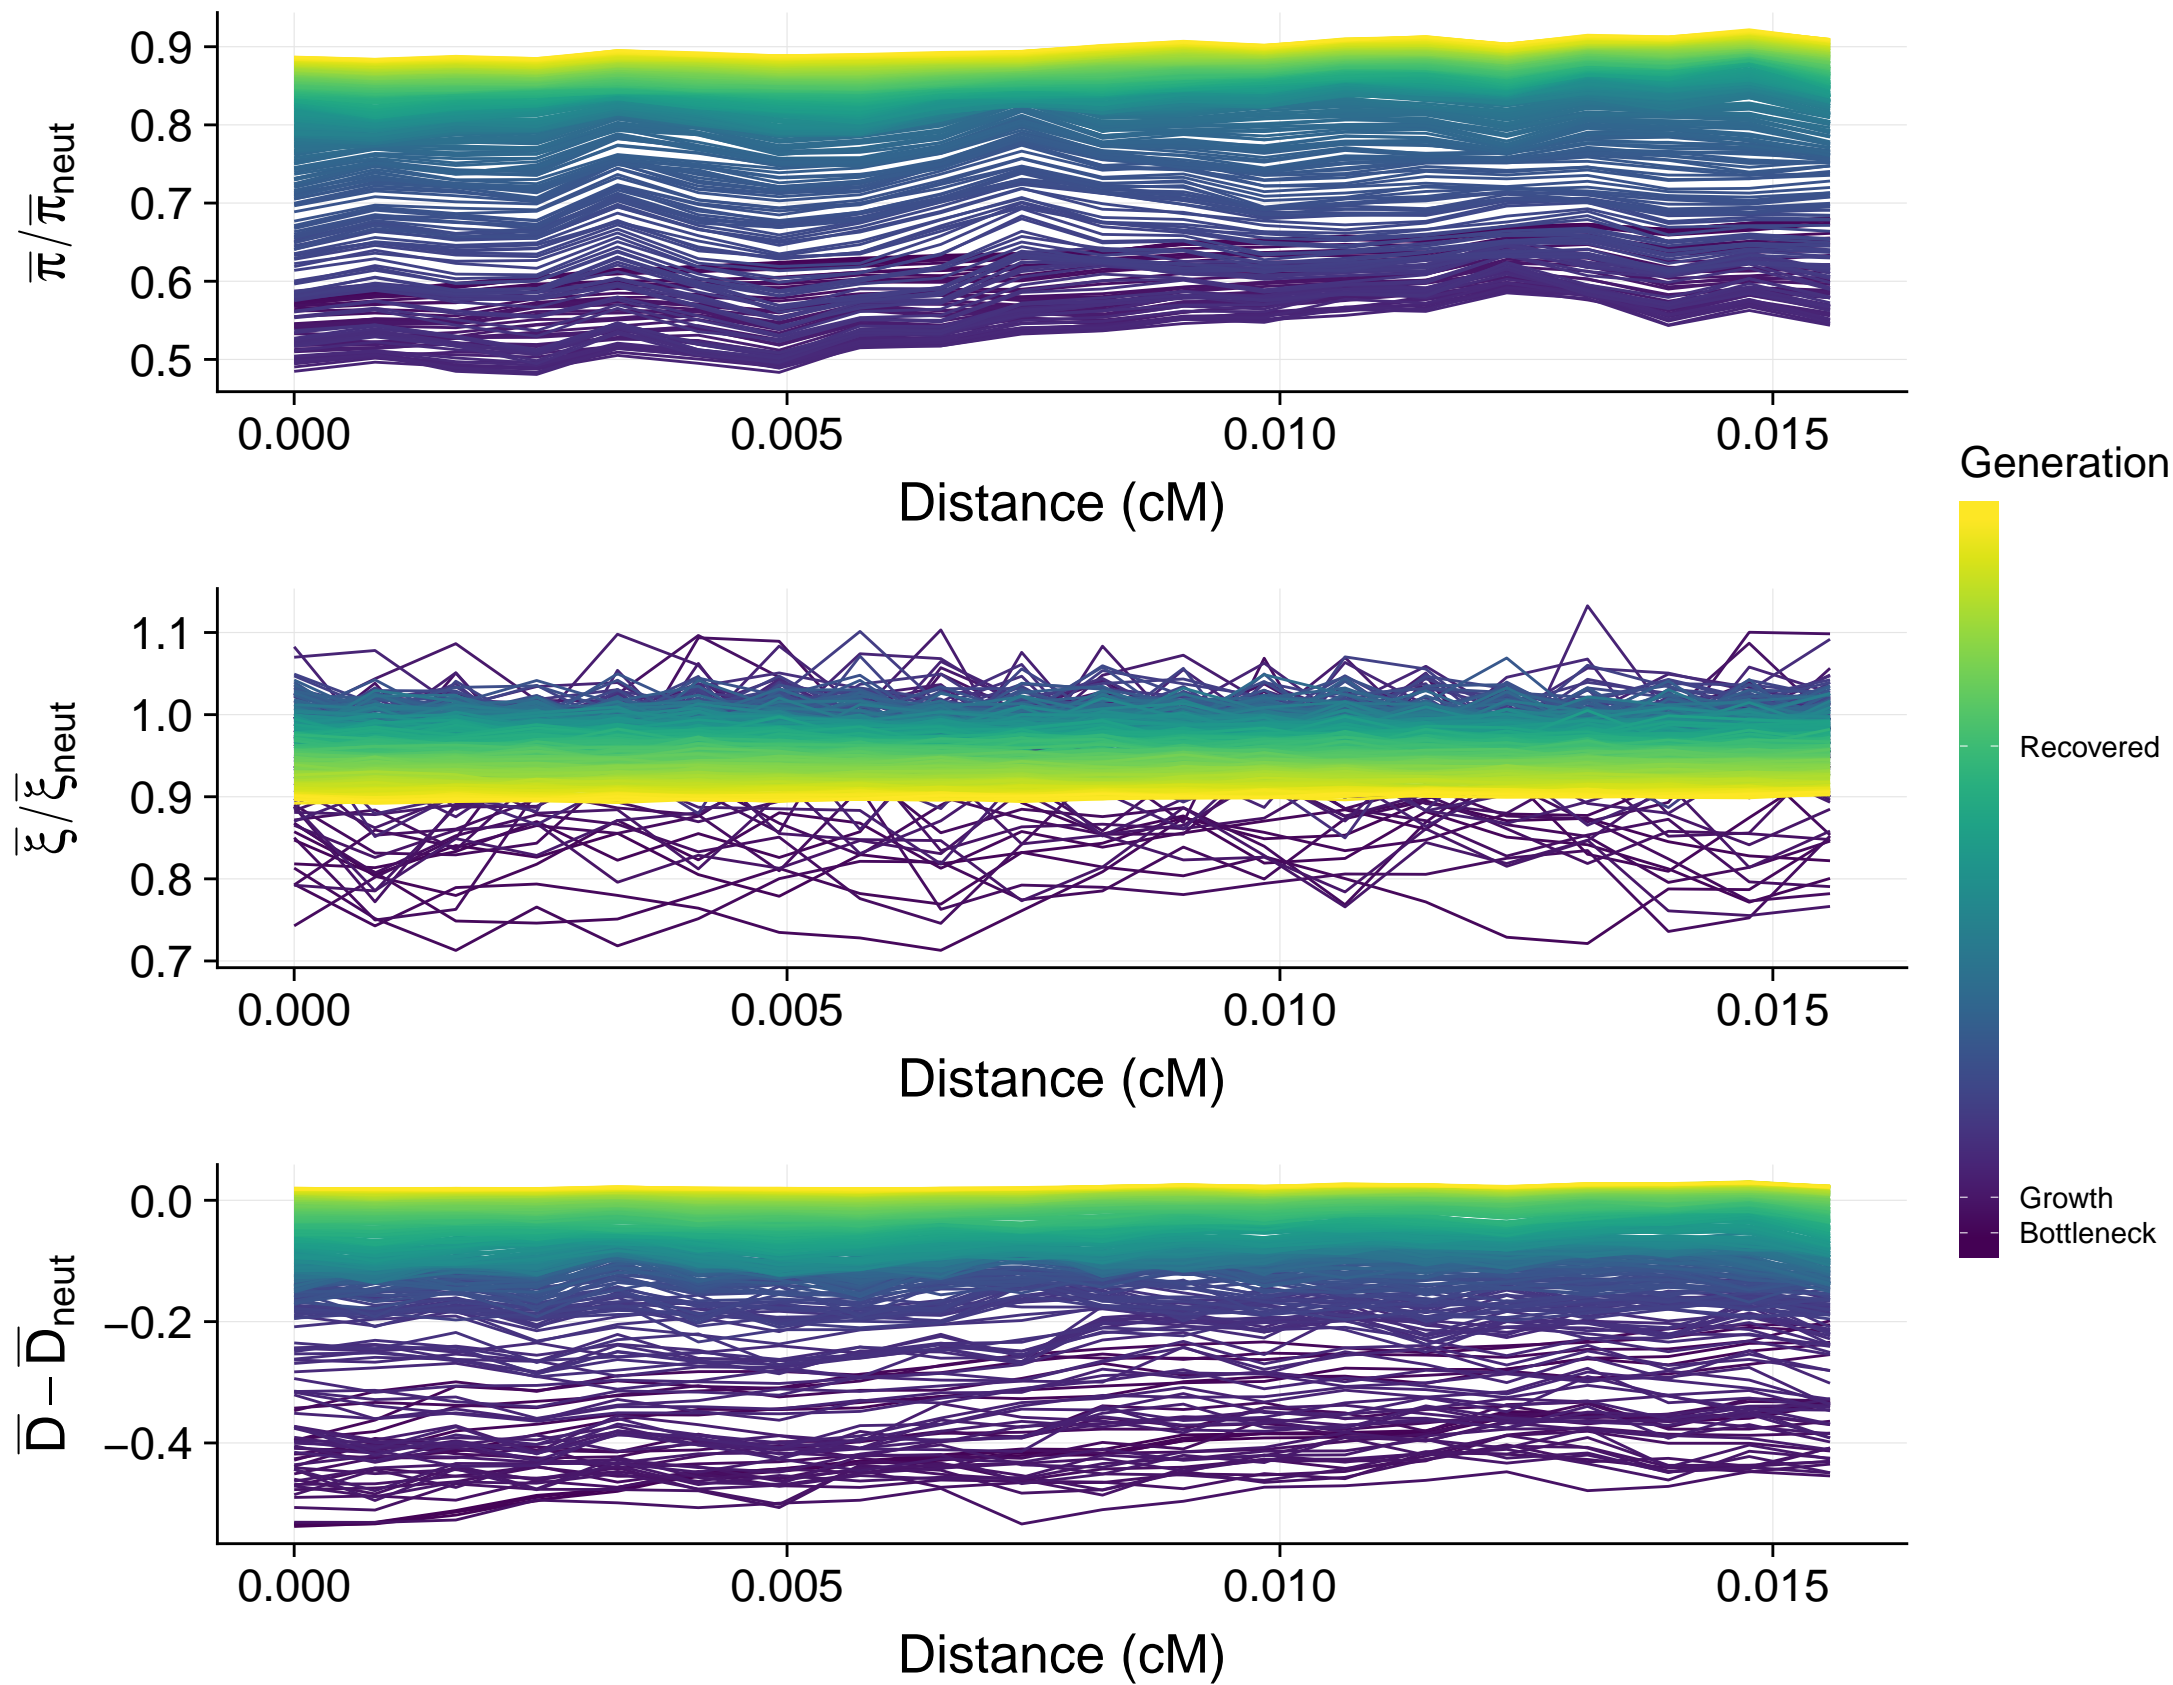 π̅/π̅neut
0.9
0.8
0.7
0.6
0.5
0.000 0.005 0.010 0.015
Distance (cM)
ξ̅/ξ̅neut
1.1
1.0
0.9
0.8
0.7
0.000 0.005 0.010 0.015
Distance (cM)
D̅−D̅neut
0.0
−0.2
−0.4
0.000 0.005 0.010 0.015
Distance (cM)
Generation
Recovered
Growth
Bottleneck